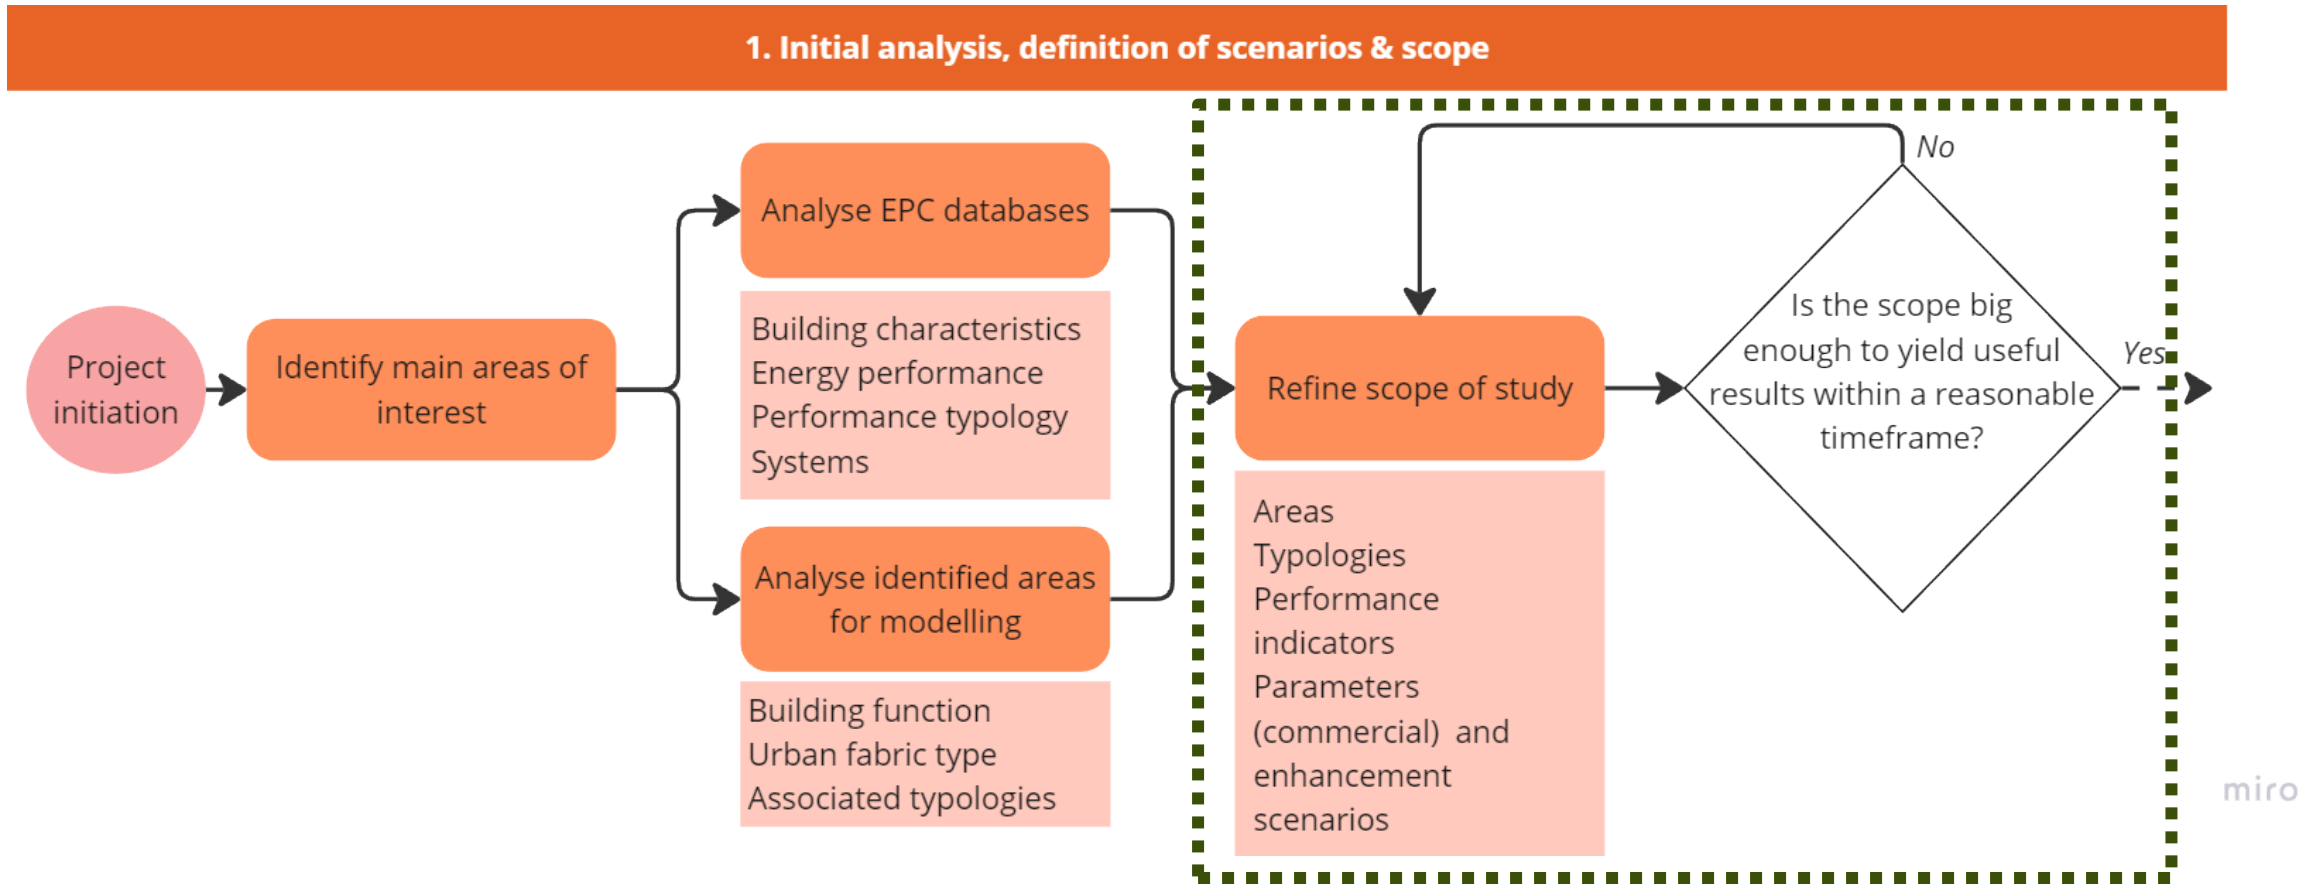 1. Initial analysis, definition of scenarios & scope
Project
initiation
Identify main areas of
interest
Analyse EPC databases
Building characteristics
Energy performance
Performance typology
Systems
Analyse identified areas
for modelling
Building function
Urban fabric type
Associated typologies
Refine scope of study
Areas
Typologies
Performance
indicators
Parameters
(commercial) and
enhancement
scenarios
No
Is the scope big
enough to yield useful
results within a reasonable
timeframe?
Yes
miro